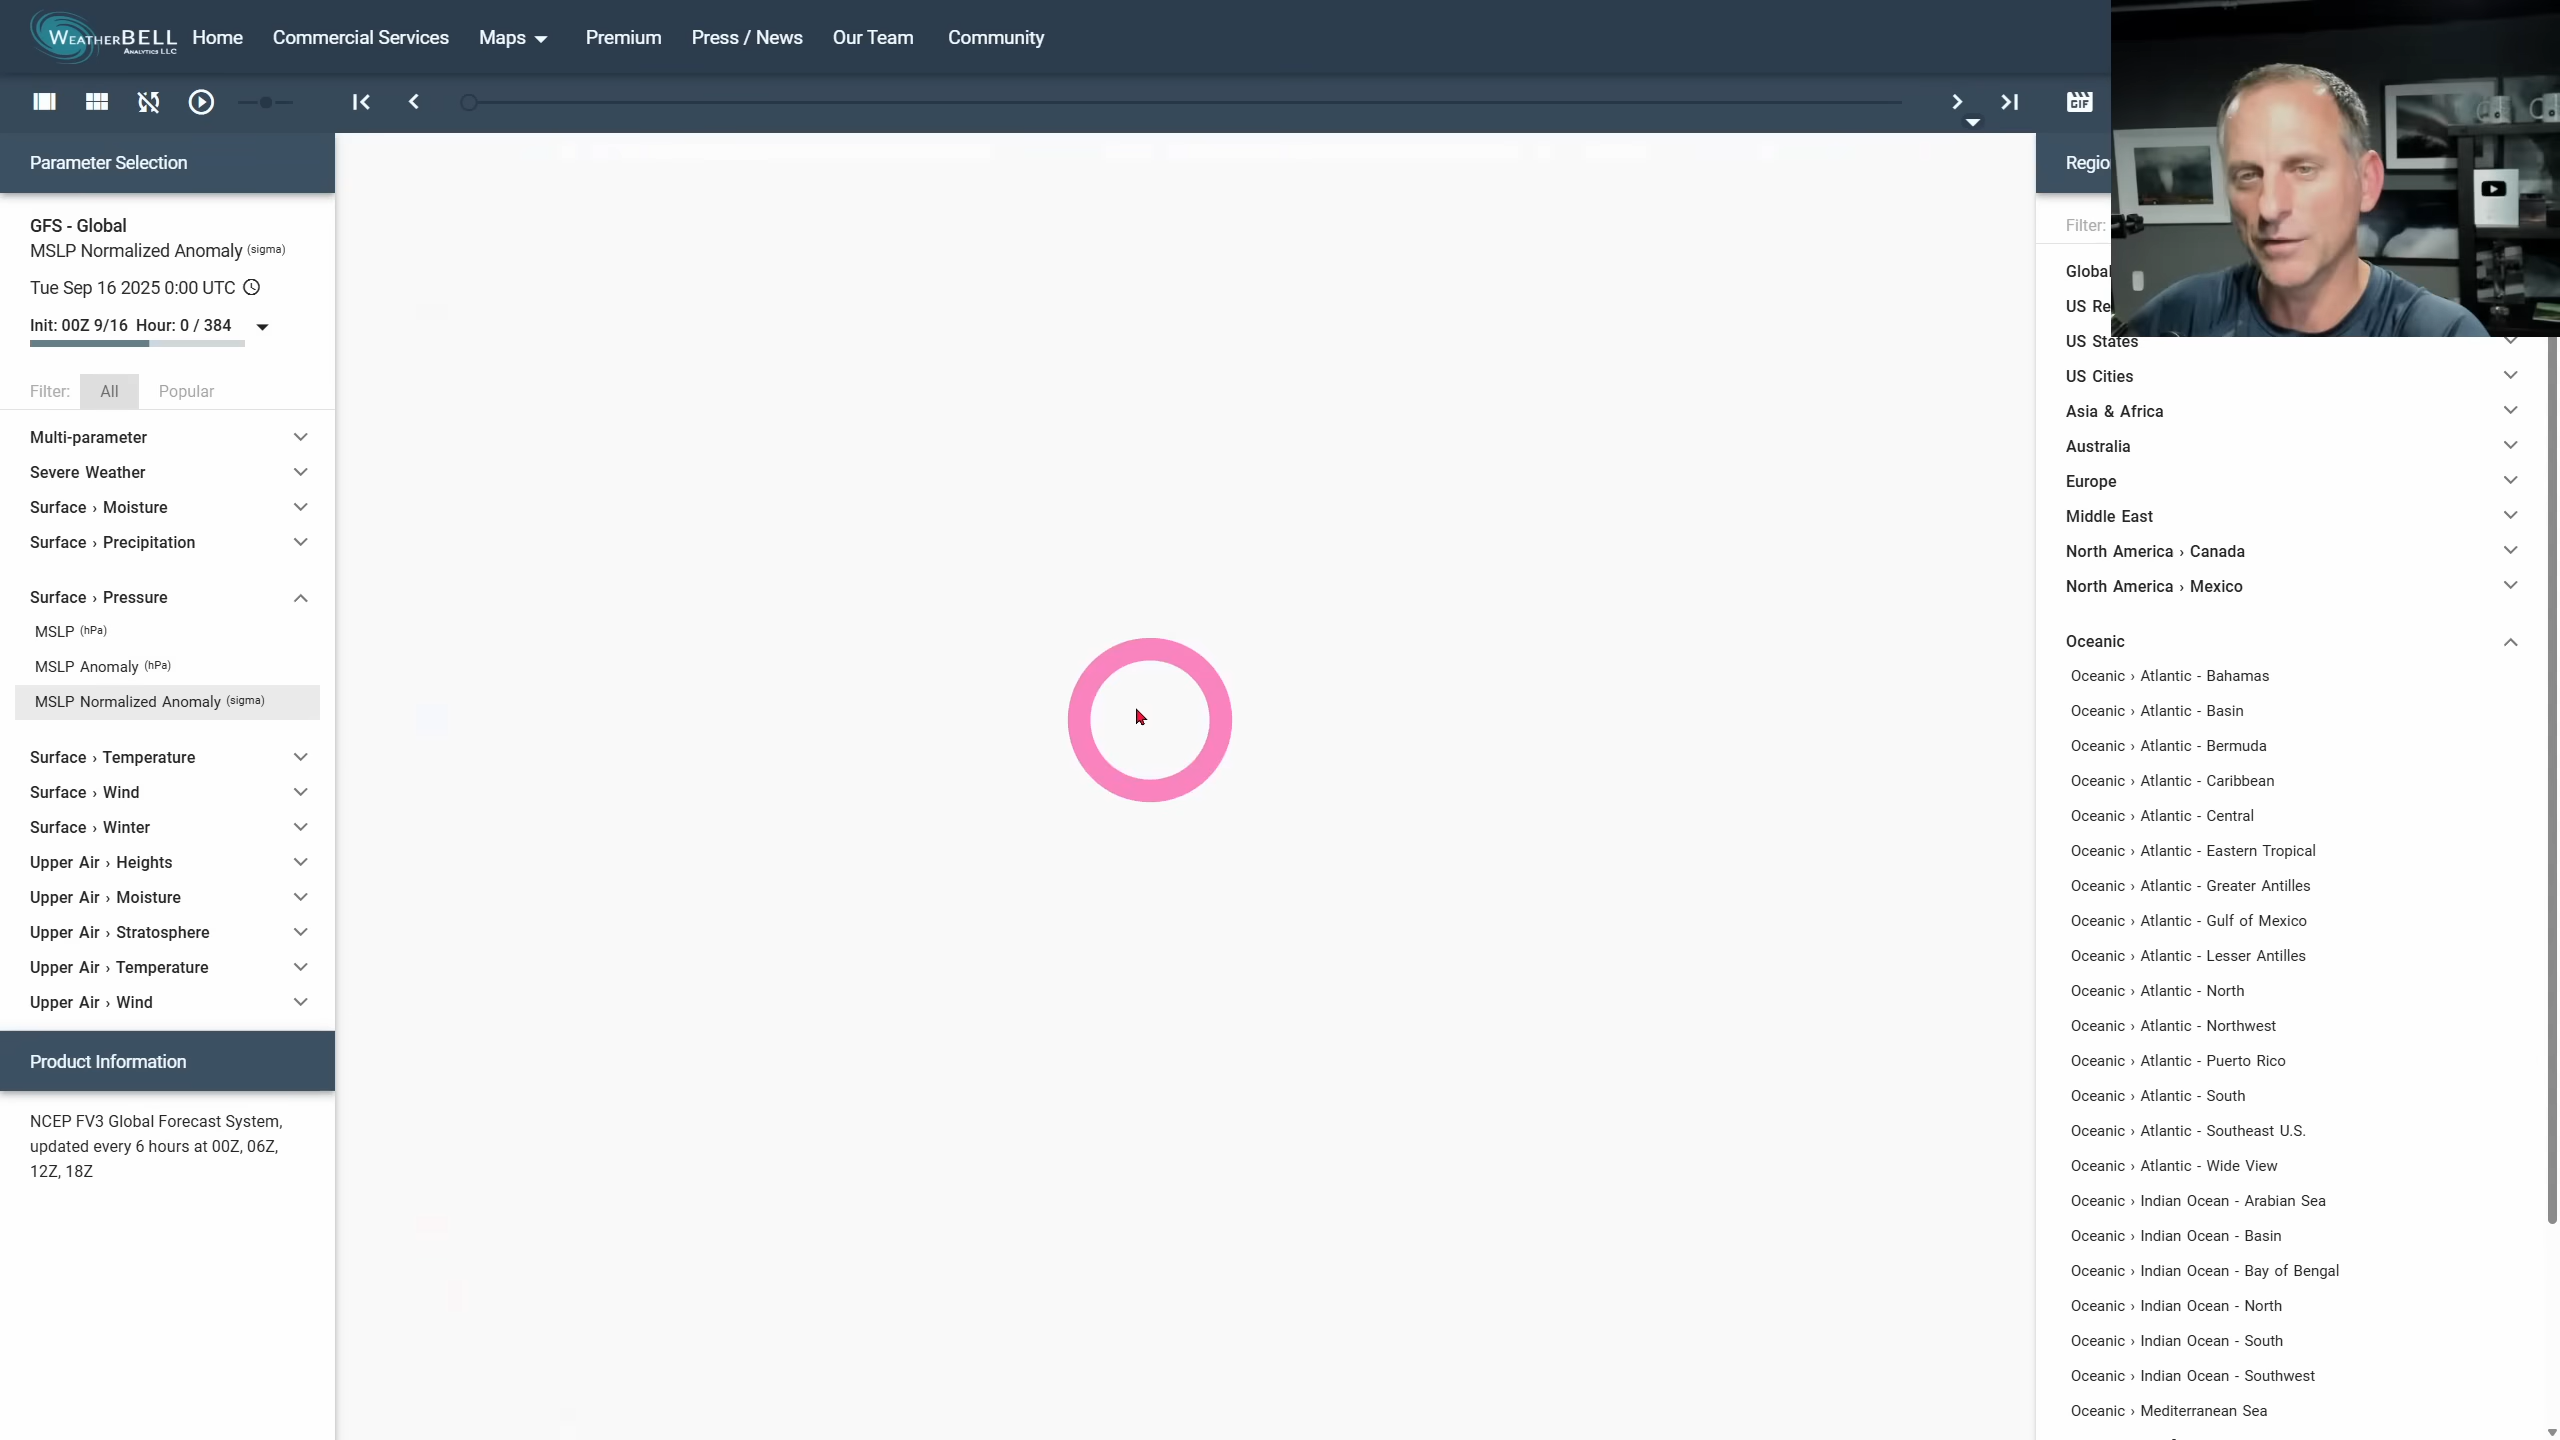 WEATHERBELL
ANALYTICS LLC
Home
Commercial Services
Maps
Premium
Press / News
Our Team
Community
GIF
Parameter Selection
GFS - Global
MSLP Normalized Anomaly (sigma)
Tue Sep 16 2025 0:00 UTC
Init: 00Z 9/16 Hour: 0 / 384
Filter: All Popular
Multi-parameter
Severe Weather
Surface › Moisture
Surface › Precipitation
Surface › Pressure
MSLP (hPa)
MSLP Anomaly (hPa)
MSLP Normalized Anomaly (sigma)
Surface › Temperature
Surface › Wind
Surface › Winter
Upper Air › Heights
Upper Air › Moisture
Upper Air › Stratosphere
Upper Air › Temperature
Upper Air › Wind
Product Information
NCEP FV3 Global Forecast System,
updated every 6 hours at 00Z, 06Z,
12Z, 18Z
Regio
Filter:
Global
US Re
US States
US Cities
Asia & Africa
Australia
Europe
Middle East
North America › Canada
North America › Mexico
Oceanic
Oceanic › Atlantic - Bahamas
Oceanic › Atlantic - Basin
Oceanic › Atlantic - Bermuda
Oceanic › Atlantic - Caribbean
Oceanic › Atlantic - Central
Oceanic › Atlantic - Eastern Tropical
Oceanic › Atlantic - Greater Antilles
Oceanic › Atlantic - Gulf of Mexico
Oceanic › Atlantic - Lesser Antilles
Oceanic › Atlantic - North
Oceanic › Atlantic - Northwest
Oceanic › Atlantic - Puerto Rico
Oceanic › Atlantic - South
Oceanic › Atlantic - Southeast U.S.
Oceanic › Atlantic - Wide View
Oceanic › Indian Ocean - Arabian Sea
Oceanic › Indian Ocean - Basin
Oceanic › Indian Ocean - Bay of Bengal
Oceanic › Indian Ocean - North
Oceanic › Indian Ocean - South
Oceanic › Indian Ocean - Southwest
Oceanic › Mediterranean Sea